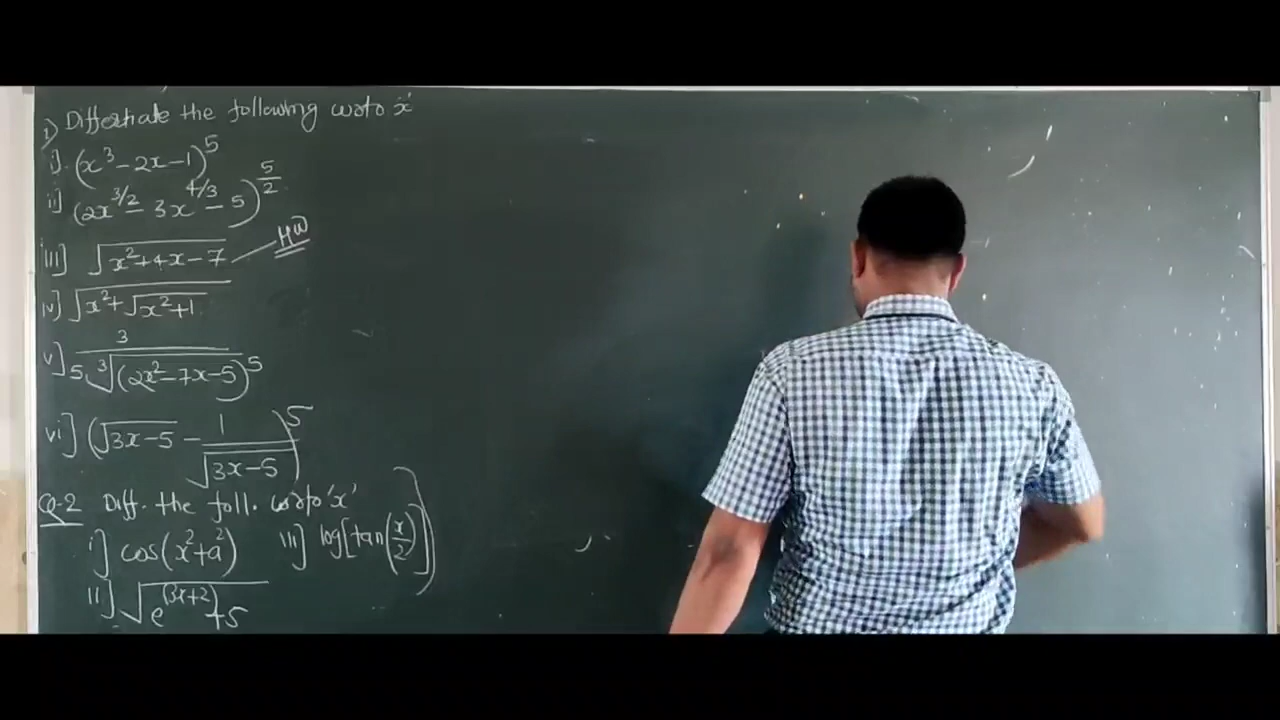 1) Differtiate the following w.r.to 'x'
i]. (x³ – 2x – 1)⁵
ii] (2x^{3/2} – 3x^{4/3} – 5)^{5/2}
iii] √(x²+4x–7) — HW
iv] √(x²+√(x²+1))
v] 3/(5 ∛((2x²–7x–5)⁵))
vi] (√(3x–5) – 1/√(3x–5))⁵
Q-2 Diff. the foll. w.r.to 'x'
i] cos(x²+a²) iii] log[tan(x/2)]
ii] √(e^{(3x+2)}+5)